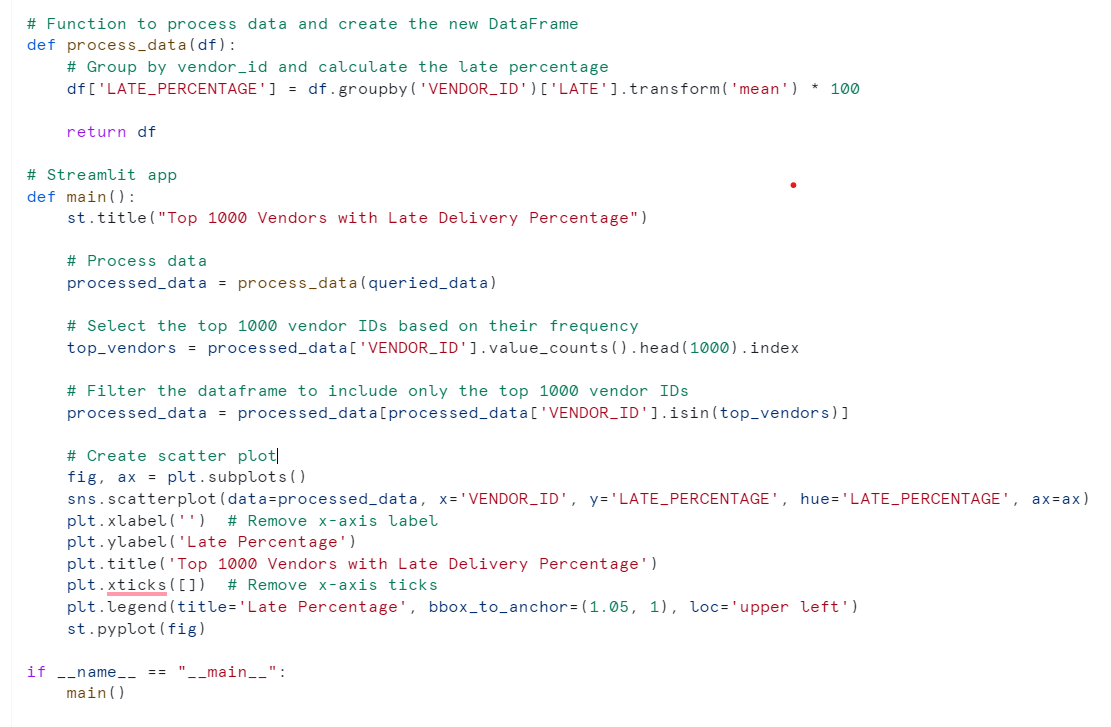 # Function to process data and create the new DataFrame
def process_data(df):
    # Group by vendor_id and calculate the late percentage
    df['LATE_PERCENTAGE'] = df.groupby('VENDOR_ID')['LATE'].transform('mean') * 100
    return df
# Streamlit app
def main():
    st.title("Top 1000 Vendors with Late Delivery Percentage")
    # Process data
    processed_data = process_data(queried_data)
    # Select the top 1000 vendor IDs based on their frequency
    top_vendors = processed_data['VENDOR_ID'].value_counts().head(1000).index
    # Filter the dataframe to include only the top 1000 vendor IDs
    processed_data = processed_data[processed_data['VENDOR_ID'].isin(top_vendors)]
    # Create scatter plot
    fig, ax = plt.subplots()
    sns.scatterplot(data=processed_data, x='VENDOR_ID', y='LATE_PERCENTAGE', hue='LATE_PERCENTAGE', ax=ax)
    plt.xlabel('')  # Remove x-axis label
    plt.ylabel('Late Percentage')
    plt.title('Top 1000 Vendors with Late Delivery Percentage')
    plt.xticks([])  # Remove x-axis ticks
    plt.legend(title='Late Percentage', bbox_to_anchor=(1.05, 1), loc='upper left')
    st.pyplot(fig)
if __name__ == "__main__":
    main()